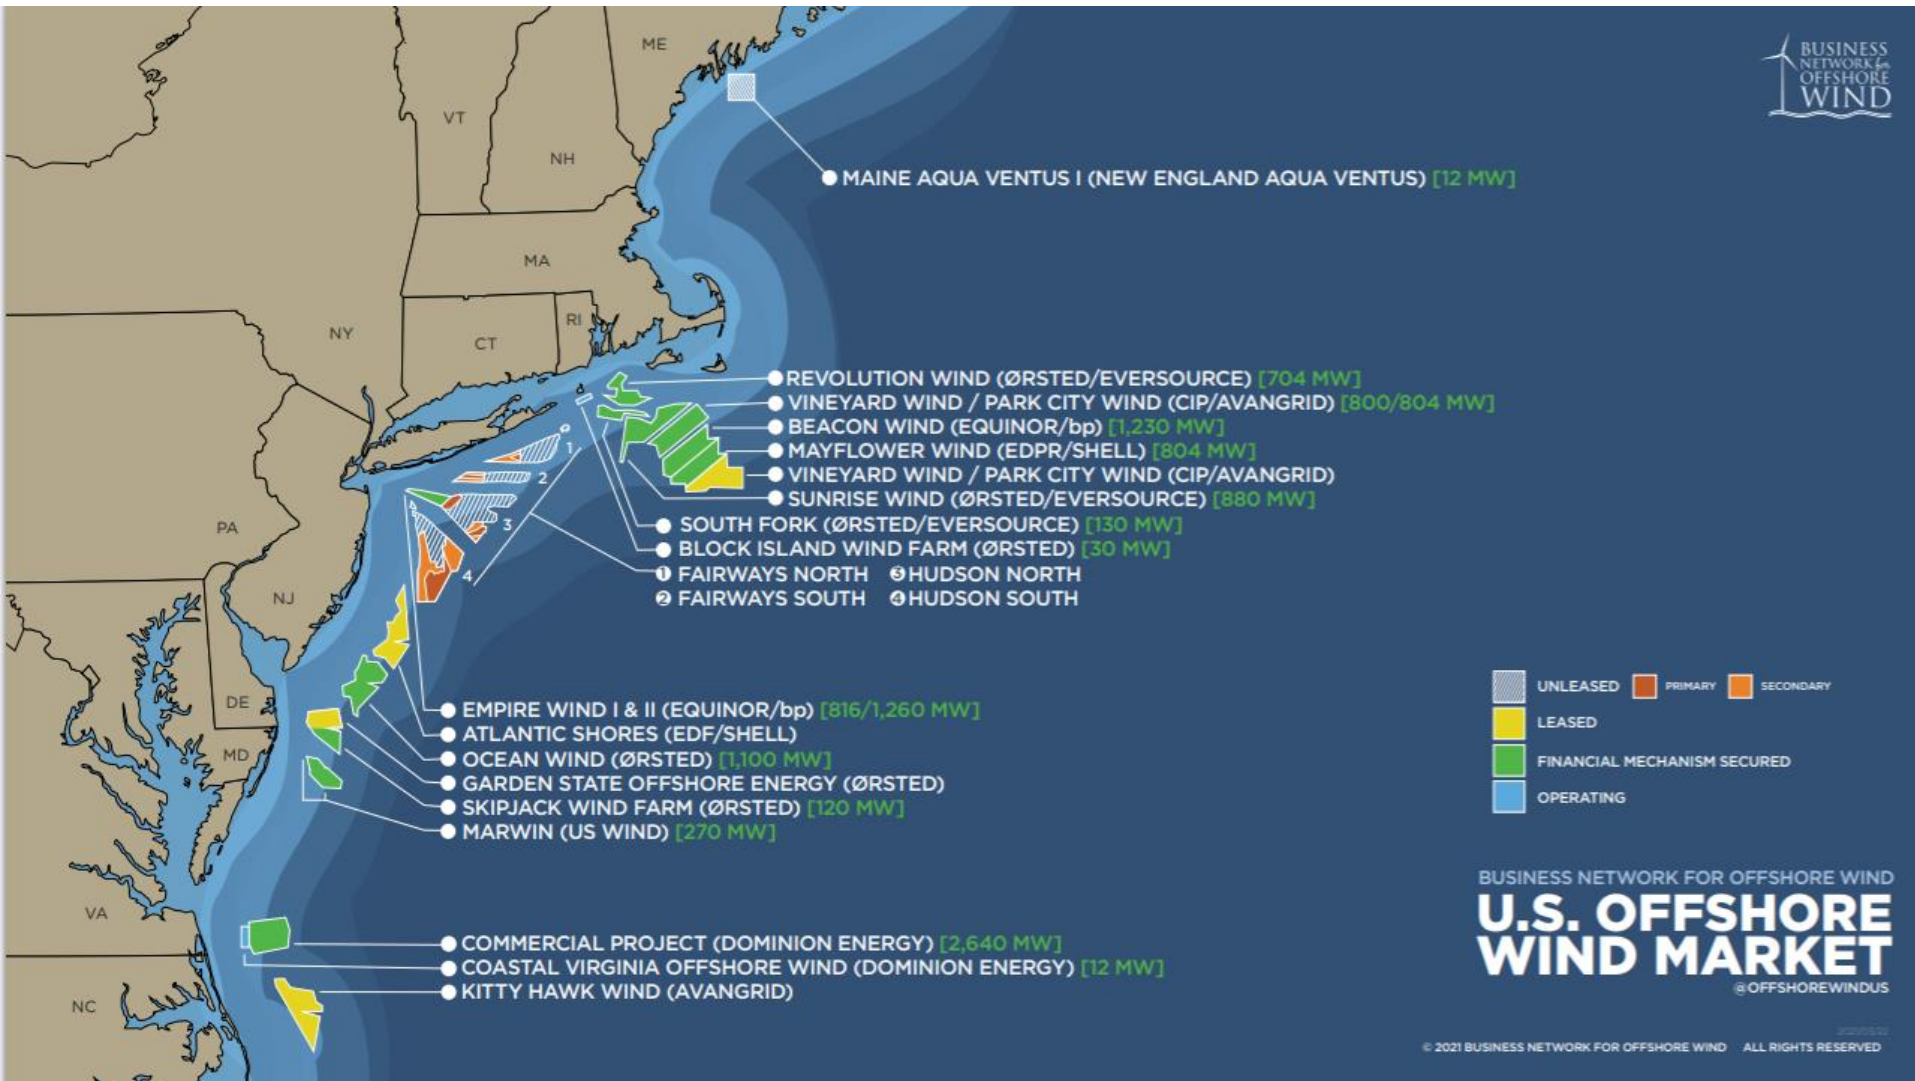 BUSINESS
NETWORK for
OFFSHORE
WIND
ME
VT
NH
MA
NY
CT
RI
PA
NJ
DE
MD
VA
NC
MAINE AQUA VENTUS I (NEW ENGLAND AQUA VENTUS) [12 MW]
REVOLUTION WIND (ØRSTED/EVERSOURCE) [704 MW]
VINEYARD WIND / PARK CITY WIND (CIP/AVANGRID) [800/804 MW]
BEACON WIND (EQUINOR/bp) [1,230 MW]
MAYFLOWER WIND (EDPR/SHELL) [804 MW]
VINEYARD WIND / PARK CITY WIND (CIP/AVANGRID)
SUNRISE WIND (ØRSTED/EVERSOURCE) [880 MW]
SOUTH FORK (ØRSTED/EVERSOURCE) [130 MW]
BLOCK ISLAND WIND FARM (ØRSTED) [30 MW]
1 FAIRWAYS NORTH 3 HUDSON NORTH
2 FAIRWAYS SOUTH 4 HUDSON SOUTH
1
2
3
4
EMPIRE WIND I & II (EQUINOR/bp) [816/1,260 MW]
ATLANTIC SHORES (EDF/SHELL)
OCEAN WIND (ØRSTED) [1,100 MW]
GARDEN STATE OFFSHORE ENERGY (ØRSTED)
SKIPJACK WIND FARM (ØRSTED) [120 MW]
MARWIN (US WIND) [270 MW]
COMMERCIAL PROJECT (DOMINION ENERGY) [2,640 MW]
COASTAL VIRGINIA OFFSHORE WIND (DOMINION ENERGY) [12 MW]
KITTY HAWK WIND (AVANGRID)
UNLEASED PRIMARY SECONDARY
LEASED
FINANCIAL MECHANISM SECURED
OPERATING
BUSINESS NETWORK FOR OFFSHORE WIND
U.S. OFFSHORE
WIND MARKET
@OFFSHOREWINDUS
© 2021 BUSINESS NETWORK FOR OFFSHORE WIND ALL RIGHTS RESERVED